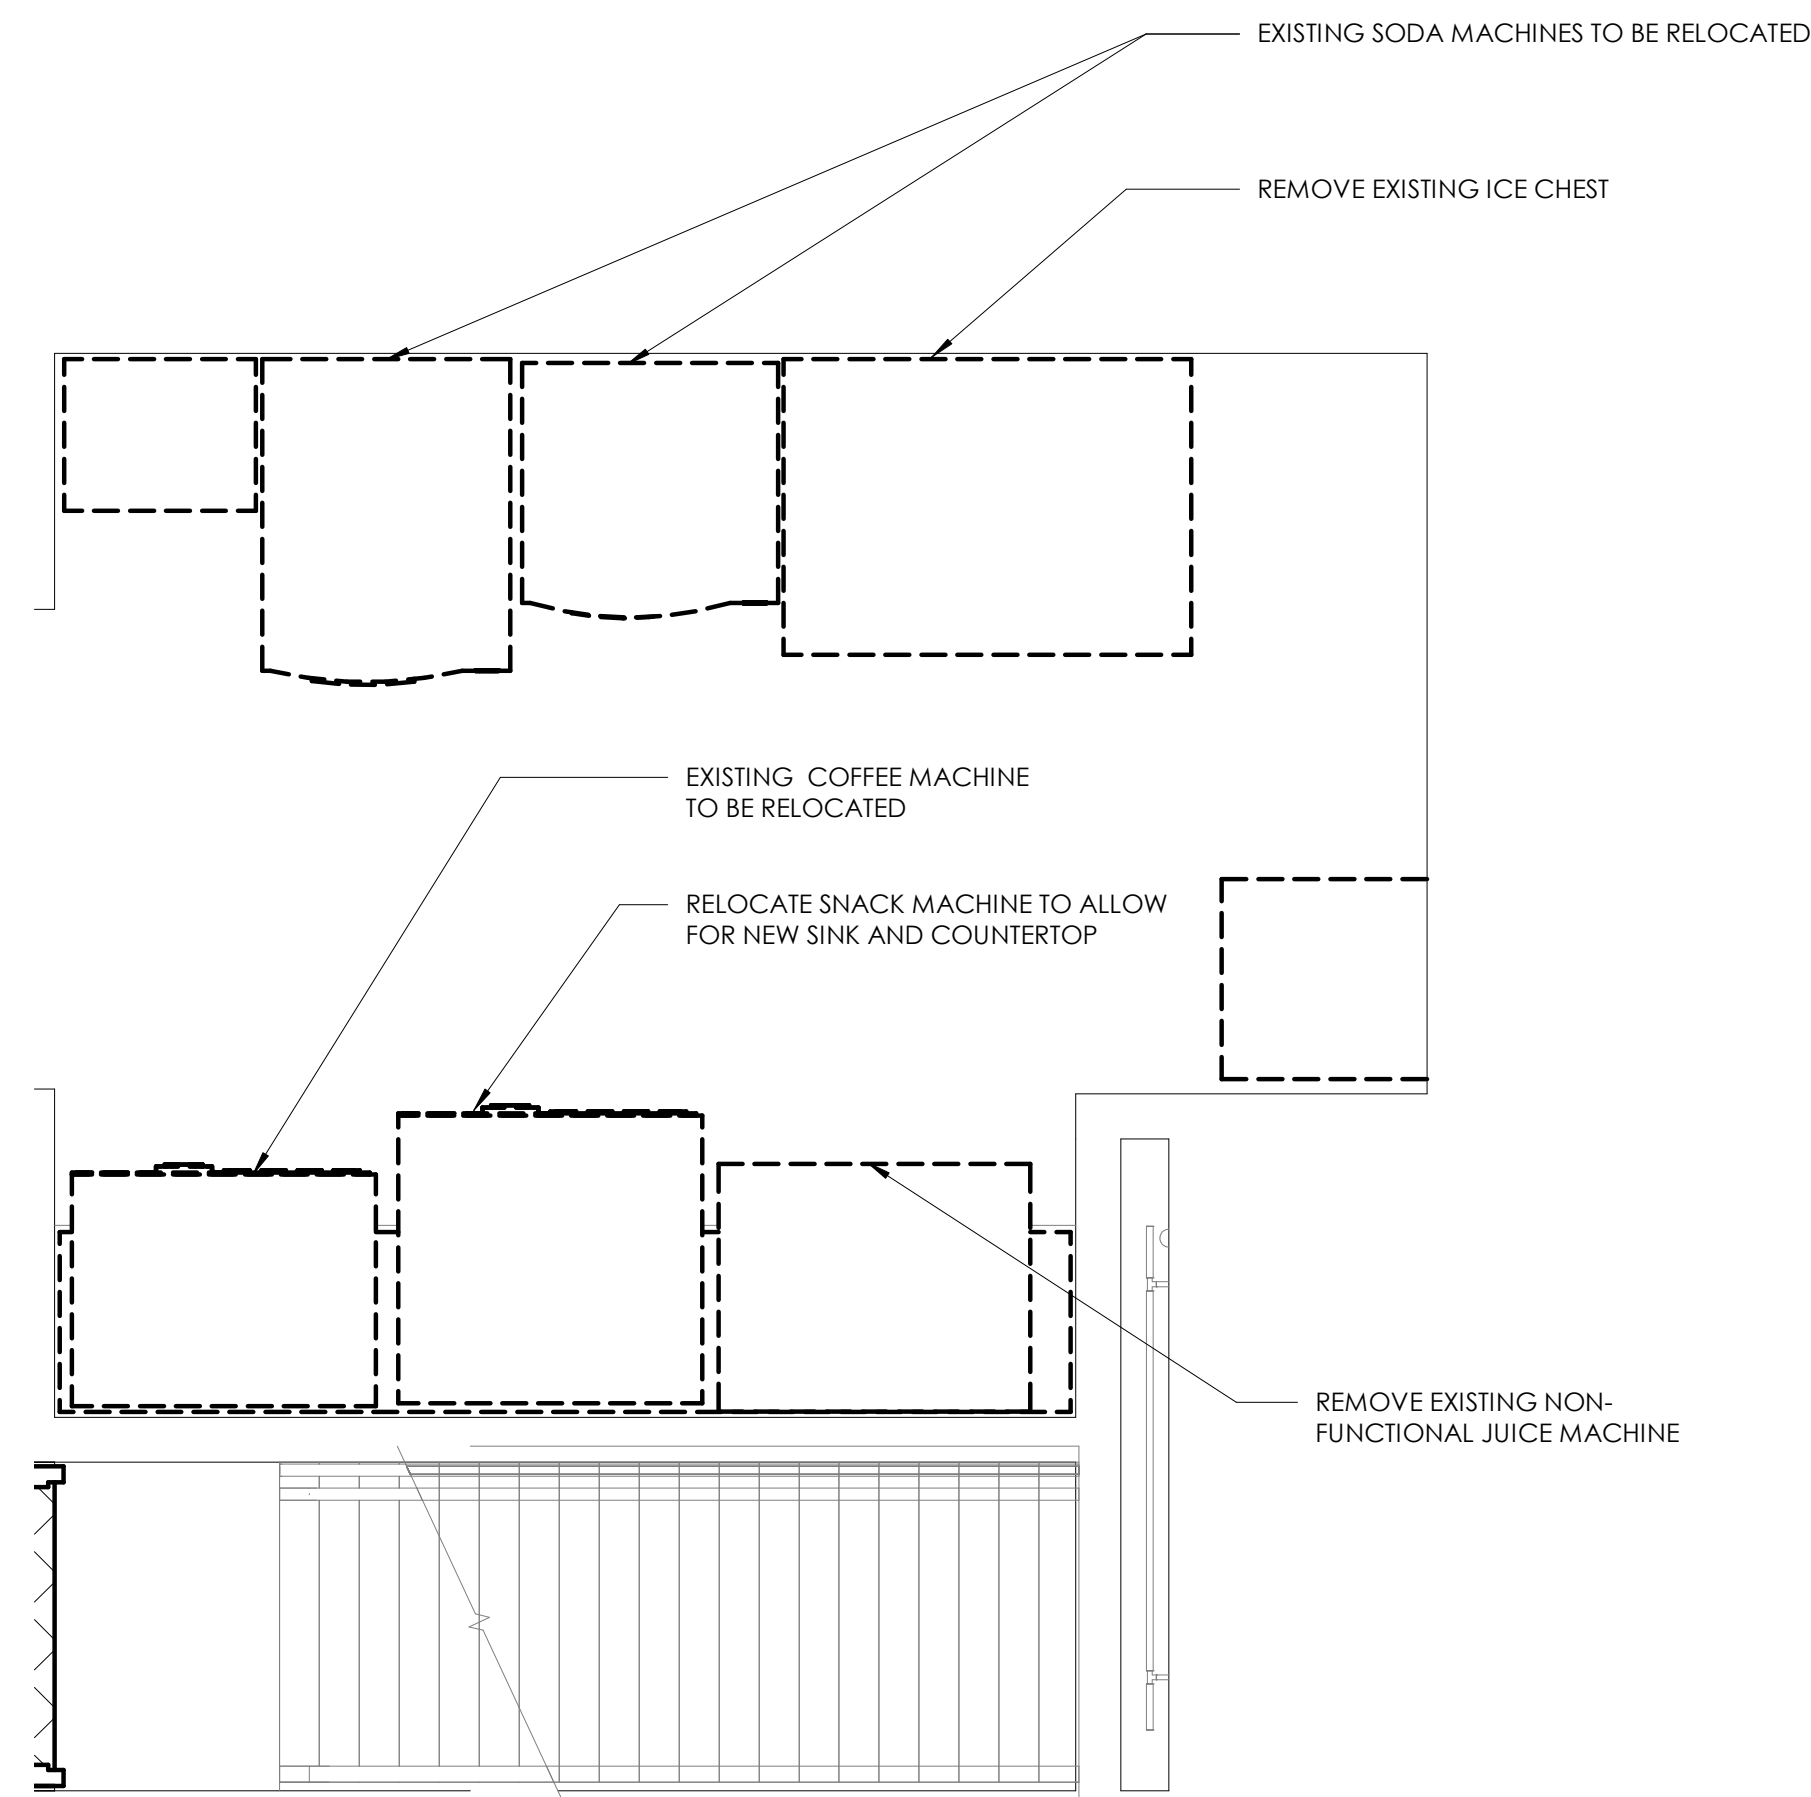 EXISTING SODA MACHINES TO BE RELOCATED
REMOVE EXISTING ICE CHEST
EXISTING  COFFEE MACHINE
TO BE RELOCATED
RELOCATE SNACK MACHINE TO ALLOW
FOR NEW SINK AND COUNTERTOP
REMOVE EXISTING NON-
FUNCTIONAL JUICE MACHINE